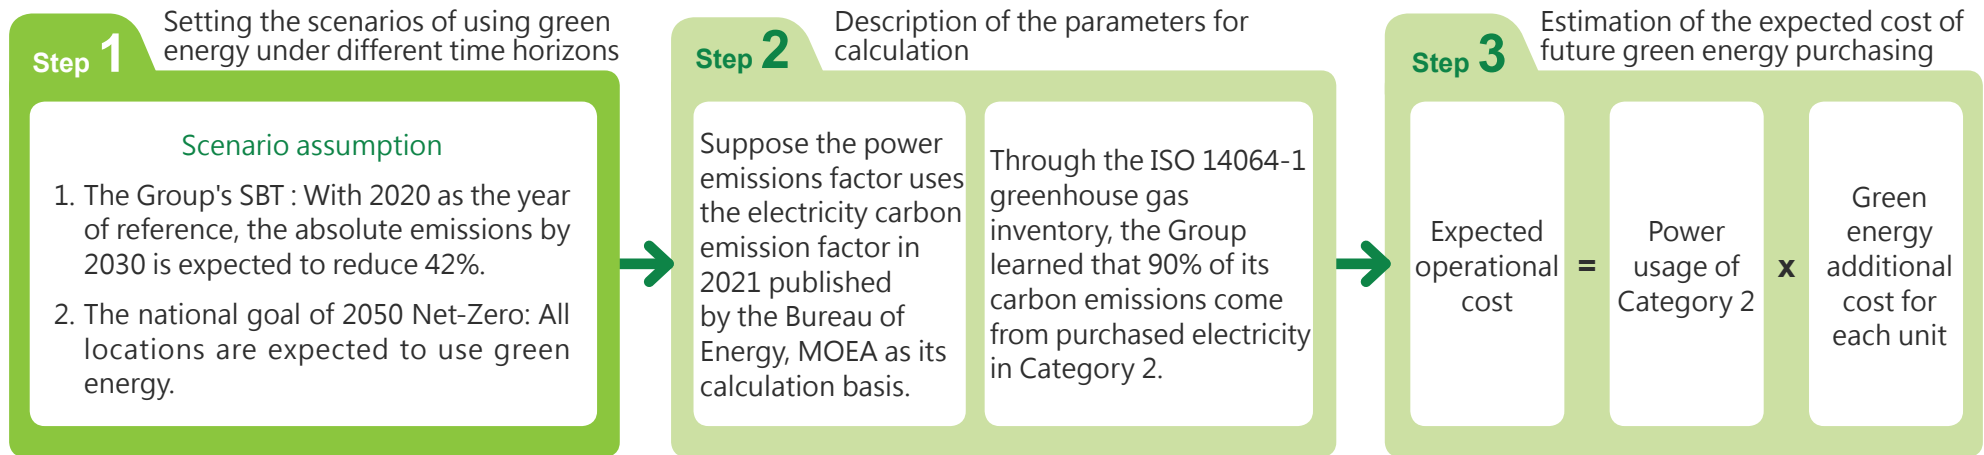 Step 1
Setting the scenarios of using green
energy under different time horizons
Scenario assumption
1. The Group's SBT : With 2020 as the year
of reference, the absolute emissions by
2030 is expected to reduce 42%.
2. The national goal of 2050 Net-Zero: All
locations are expected to use green
energy.
Step 2
Description of the parameters for
calculation
Suppose the power
emissions factor uses
the electricity carbon
emission factor in
2021 published
by the Bureau of
Energy, MOEA as its
calculation basis.
Through the ISO 14064-1
greenhouse gas
inventory, the Group
learned that 90% of its
carbon emissions come
from purchased electricity
in Category 2.
Step 3
Estimation of the expected cost of
future green energy purchasing
Expected
operational
cost
=
Power
usage of
Category 2
x
Green
energy
additional
cost for
each unit